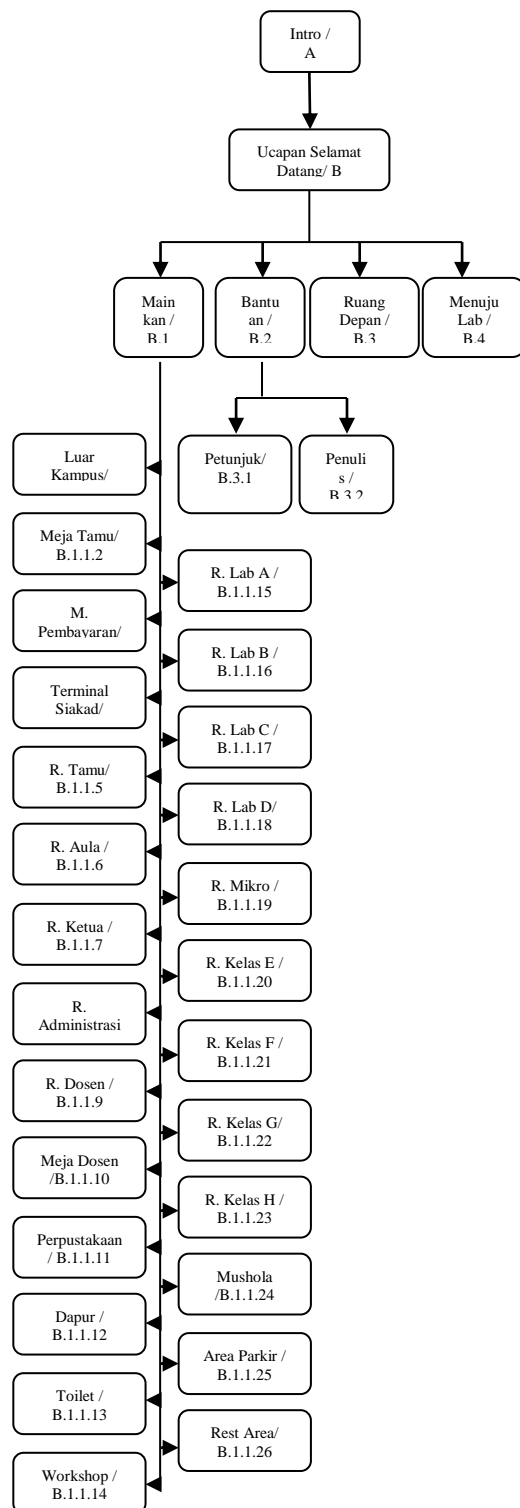 Intro /
A
Ucapan Selamat
Datang/ B
Main
kan /
B.1
Bantu
an /
B.2
Ruang
Depan /
B.3
Menuju
Lab /
B.4
Petunjuk/
B.3.1
Penuli
s /
B.3.2
Luar
Kampus/
Meja Tamu/
B.1.1.2
M.
Pembayaran/
Terminal
Siakad/
R. Tamu/
B.1.1.5
R. Aula /
B.1.1.6
R. Ketua /
B.1.1.7
R.
Administrasi
R. Dosen /
B.1.1.9
Meja Dosen
/B.1.1.10
Perpustakaan
/ B.1.1.11
Dapur /
B.1.1.12
Toilet /
B.1.1.13
Workshop /
B.1.1.14
R. Lab A /
B.1.1.15
R. Lab B /
B.1.1.16
R. Lab C /
B.1.1.17
R. Lab D/
B.1.1.18
R. Mikro /
B.1.1.19
R. Kelas E /
B.1.1.20
R. Kelas F /
B.1.1.21
R. Kelas G/
B.1.1.22
R. Kelas H /
B.1.1.23
Mushola
/B.1.1.24
Area Parkir /
B.1.1.25
Rest Area/
B.1.1.26